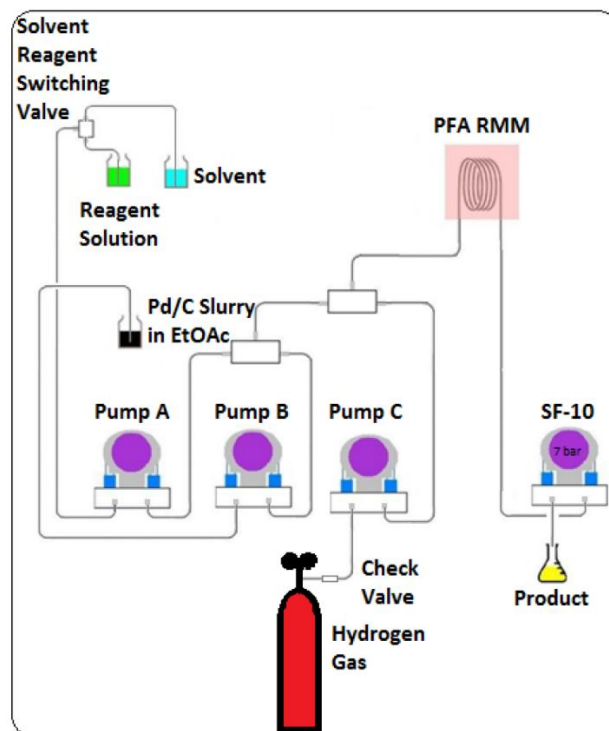 Solvent
Reagent
Switching
Valve
Solvent
Reagent
Solution
PFA RMM
Pd/C Slurry
in EtOAc
Pump A
Pump B
Pump C
SF-10
7 bar
Check
Valve
Product
Hydrogen
Gas